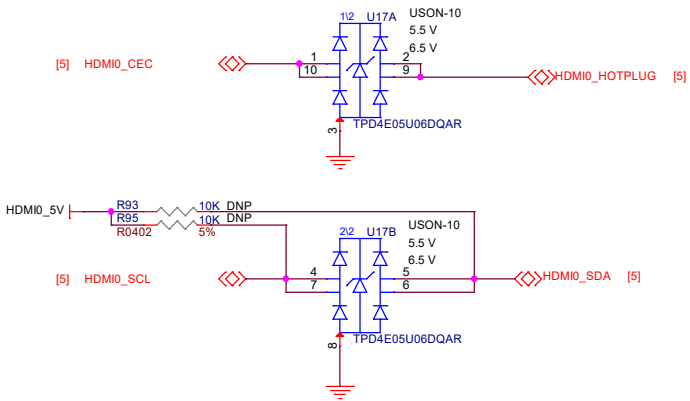 1\2 U17A USON-10
5.5 V
6.5 V
[5] HDMI0_CEC 1 2
10 9 HDMI0_HOTPLUG [5]
3 TPD4E05U06DQAR
HDMI0_5V R93 10K DNP
R95 10K DNP
R0402 5%
2\2 U17B USON-10
5.5 V
6.5 V
[5] HDMI0_SCL 4 5 HDMI0_SDA [5]
7 6
8 TPD4E05U06DQAR